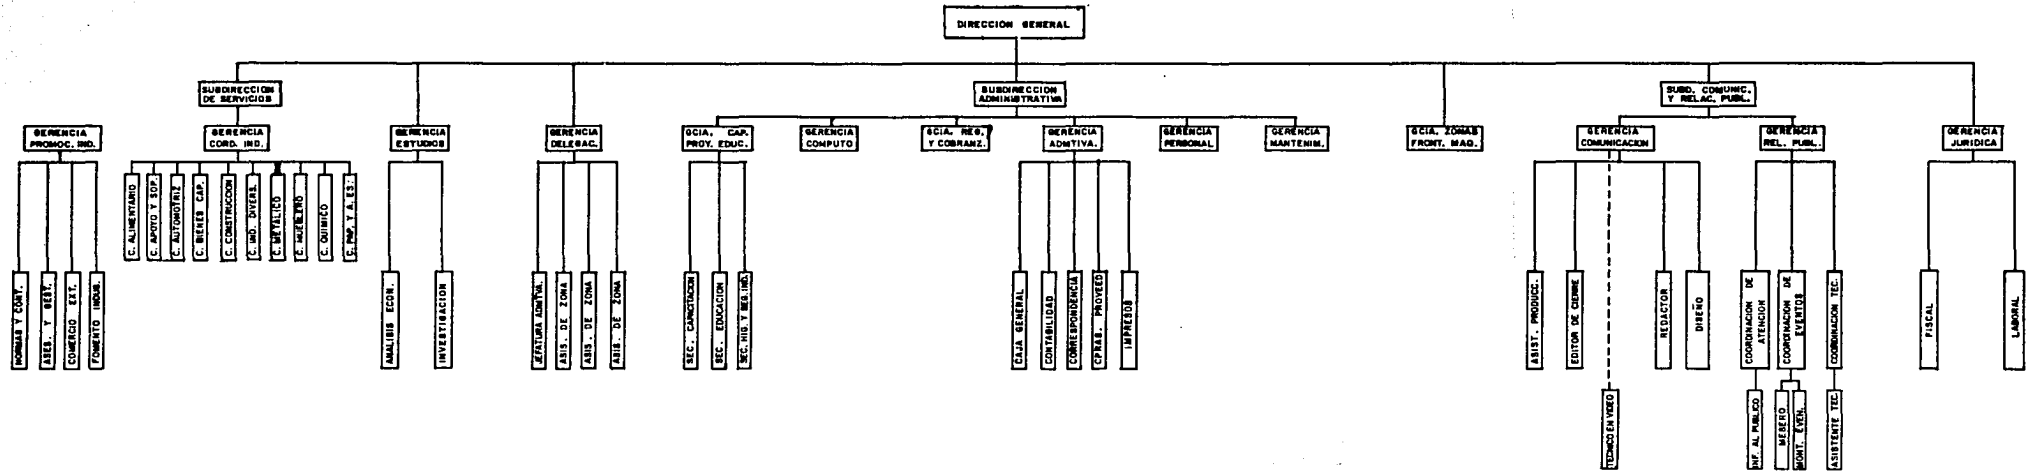 DIRECCION GENERAL
SUBDIRECCION
DE SERVICIOS
SUBDIRECCION
ADMINISTRATIVA
SUBD. COMUNIC.
Y RELAC. PUBL.
GERENCIA
PROMOC. IND.
GERENCIA
CORD. IND.
GERENCIA
ESTUDIOS
GERENCIA
DELEGAC.
GCIA. CAP.
PROY. EDUC.
GERENCIA
COMPUTO
GCIA. REG.
Y COBRANZ.
GERENCIA
ADMTIVA.
GERENCIA
PERSONAL
GERENCIA
MANTENIM.
GCIA. ZONAS
FRONT. MAQ.
GERENCIA
COMUNICACION
GERENCIA
REL. PUBL.
GERENCIA
JURIDICA
C. ALIMENTARIO
C. APOYO Y SOP.
C. AUTOMOTRIZ
C. BIENES CAP.
C. CONSTRUCCION
C. IND. DIVERS.
C. METALICO
C. MUEBLERO
C. QUIMICO
C. PAP. Y A. ES.
NORMAS Y CONT.
ASES. Y GEST.
COMERCIO EXT.
FOMENTO INDUS.
ANALISIS ECON.
INVESTIGACION
JEFATURA ADMTVA.
ASIS. DE ZONA
ASIS. DE ZONA
ASIS. DE ZONA
SEC. CAPACITACION
SEC. EDUCACION
SEC. HIG. Y SEG. IND.
CAJA GENERAL
CONTABILIDAD
CORRESPONDENCIA
CPRAS. PROVEED
IMPRESOS
ASIST. PRODUCC.
EDITOR DE CIERRE
REDACTOR
DISEÑO
COORDINACION DE
ATENCION
COORDINACION DE
EVENTOS
COORDINACION TEC.
FISCAL
LABORAL
TECNICO EN VIDEO
INF. AL PUBLICO
MESERO
MONT. EVEN.
ASISTENTE TEC.